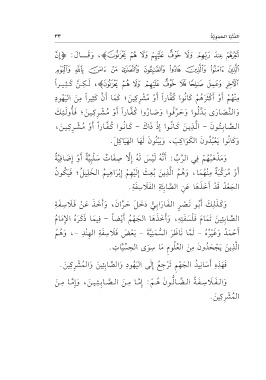 الفتوى الحموية
٣٣
أَجْرُهُمْ عِنْدَ رَبِّهِمْ وَلَا خَوْفٌ عَلَيْهِمْ وَلَا هُمْ يَحْزَنُونَ﴾، وَقَالَ: ﴿إِنَّ
الَّذِينَ ءَامَنُوا وَالَّذِينَ هَادُوا وَالصَّابِئُونَ وَالنَّصَارَى مَنْ ءَامَنَ بِاللَّهِ وَالْيَوْمِ
الْآخِرِ وَعَمِلَ صَالِحًا فَلَا خَوْفٌ عَلَيْهِمْ وَلَا هُمْ يَحْزَنُونَ﴾، لَكِنَّ كَثِيرًا
مِنْهُمْ أَوْ أَكْثَرَهُمْ كَانُوا كُفَّارًا أَوْ مُشْرِكِينَ؛ كَمَا أَنَّ كَثِيرًا مِنَ الْيَهُودِ
وَالنَّصَارَى بَدَّلُوا وَحَرَّفُوا وَصَارُوا كُفَّارًا أَوْ مُشْرِكِينَ؛ فَأُولَئِكَ
الصَّابِئُونَ – الَّذِينَ كَانُوا إِذْ ذَاكَ – كَانُوا كُفَّارًا أَوْ مُشْرِكِينَ،
وَكَانُوا يَعْبُدُونَ الْكَوَاكِبَ، وَيَبْنُونَ لَهَا الْهَيَاكِلَ.
وَمَذْهَبُهُمْ فِي الرَّبِّ: أَنَّهُ لَيْسَ لَهُ إِلَّا صِفَاتٌ سَلْبِيَّةٌ أَوْ إِضَافِيَّةٌ
أَوْ مُرَكَّبَةٌ مِنْهُمَا، وَهُمُ الَّذِينَ بُعِثَ إِلَيْهِمْ إِبْرَاهِيمُ الْخَلِيلُ؛ فَيَكُونُ
الْجَعْدُ قَدْ أَخَذَهَا عَنِ الصَّابِئَةِ الْفَلَاسِفَةِ.
وَكَذَلِكَ أَبُو نَصْرٍ الْفَارَابِيُّ دَخَلَ حَرَّانَ، وَأَخَذَ عَنْ فَلَاسِفَةِ
الصَّابِئِينَ تَمَامَ فَلْسَفَتِهِ، وَأَخَذَهَا الْجَهْمُ أَيْضاً – فِيمَا ذَكَرَهُ الْإِمَامُ
أَحْمَدُ وَغَيْرُهُ – لَمَّا نَاظَرَ السُّمَنِيَّةَ – بَعْضَ فَلَاسِفَةِ الْهِنْدِ –، وَهُمُ
الَّذِينَ يَجْحَدُونَ مِنَ الْعُلُومِ مَا سِوَى الْحِسِّيَّاتِ.
فَهَذِهِ أَسَانِيدُ الْجَهْمِ تَرْجِعُ إِلَى الْيَهُودِ وَالصَّابِئِينَ وَالْمُشْرِكِينَ.
وَالْفَلَاسِفَةُ الضَّالُّونَ هُمْ: إِمَّا مِنَ الصَّابِئِينَ، وَإِمَّا مِنَ
الْمُشْرِكِينَ.